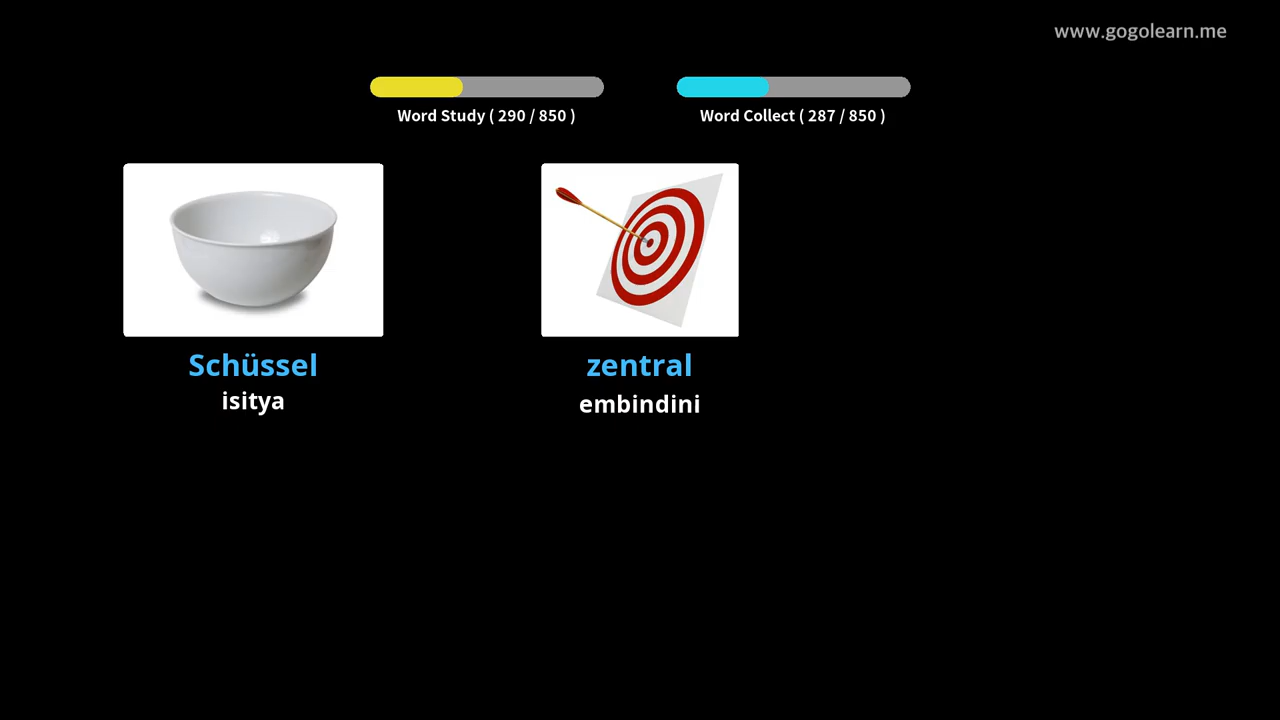 www.gogolearn.me
Word Study ( 290 / 850 )
Word Collect ( 287 / 850 )
Schüssel
isitya
zentral
embindini